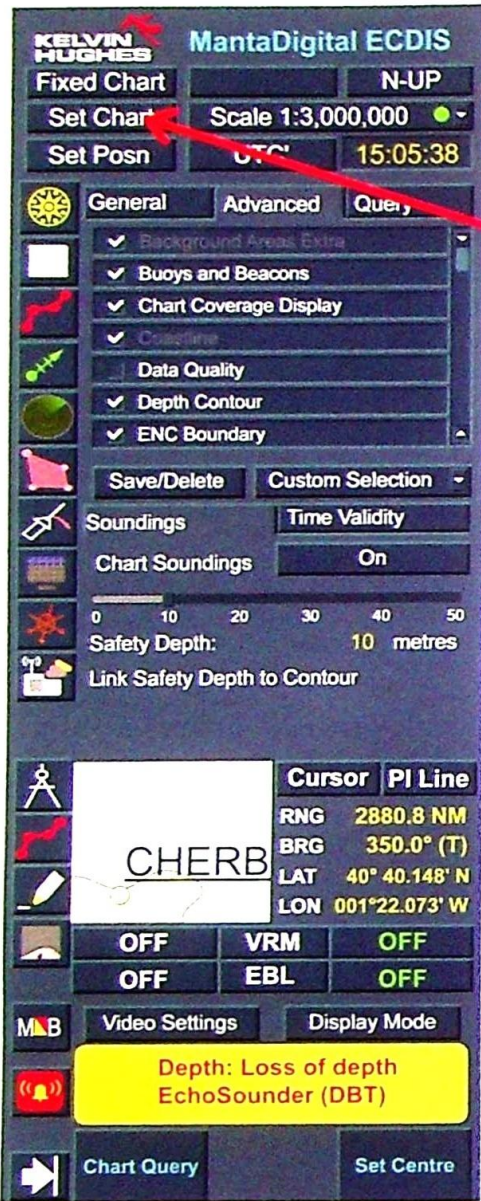 KELVIN HUGHES MantaDigital ECDIS
Fixed Chart N-UP
Set Chart Scale 1:3,000,000
Set Posn UTC' 15:05:38
General Advanced Query
Background Areas Extra
Buoys and Beacons
Chart Coverage Display
Coastline
Data Quality
Depth Contour
ENC Boundary
Save/Delete Custom Selection
Soundings Time Validity
Chart Soundings On
0 10 20 30 40 50
Safety Depth: 10 metres
Link Safety Depth to Contour
Cursor PI Line
RNG 2880.8 NM
BRG 350.0° (T)
CHERB
LAT 40° 40.148' N
LON 001°22.073' W
OFF VRM OFF
OFF EBL OFF
MOB Video Settings Display Mode
Depth: Loss of depth
EchoSounder (DBT)
Chart Query Set Centre